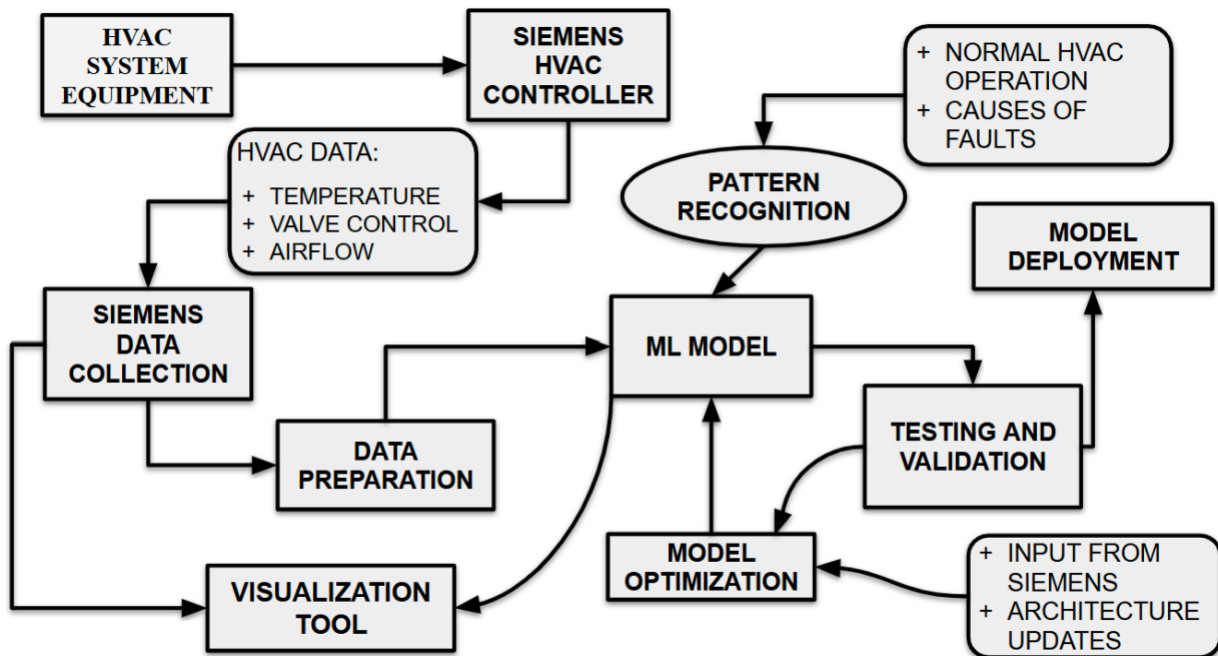 HVAC
SYSTEM
EQUIPMENT
SIEMENS
HVAC
CONTROLLER
+ NORMAL HVAC
OPERATION
+ CAUSES OF
FAULTS
HVAC DATA:
+ TEMPERATURE
+ VALVE CONTROL
+ AIRFLOW
PATTERN
RECOGNITION
MODEL
DEPLOYMENT
SIEMENS
DATA
COLLECTION
ML MODEL
DATA
PREPARATION
TESTING AND
VALIDATION
MODEL
OPTIMIZATION
+ INPUT FROM
SIEMENS
+ ARCHITECTURE
UPDATES
VISUALIZATION
TOOL